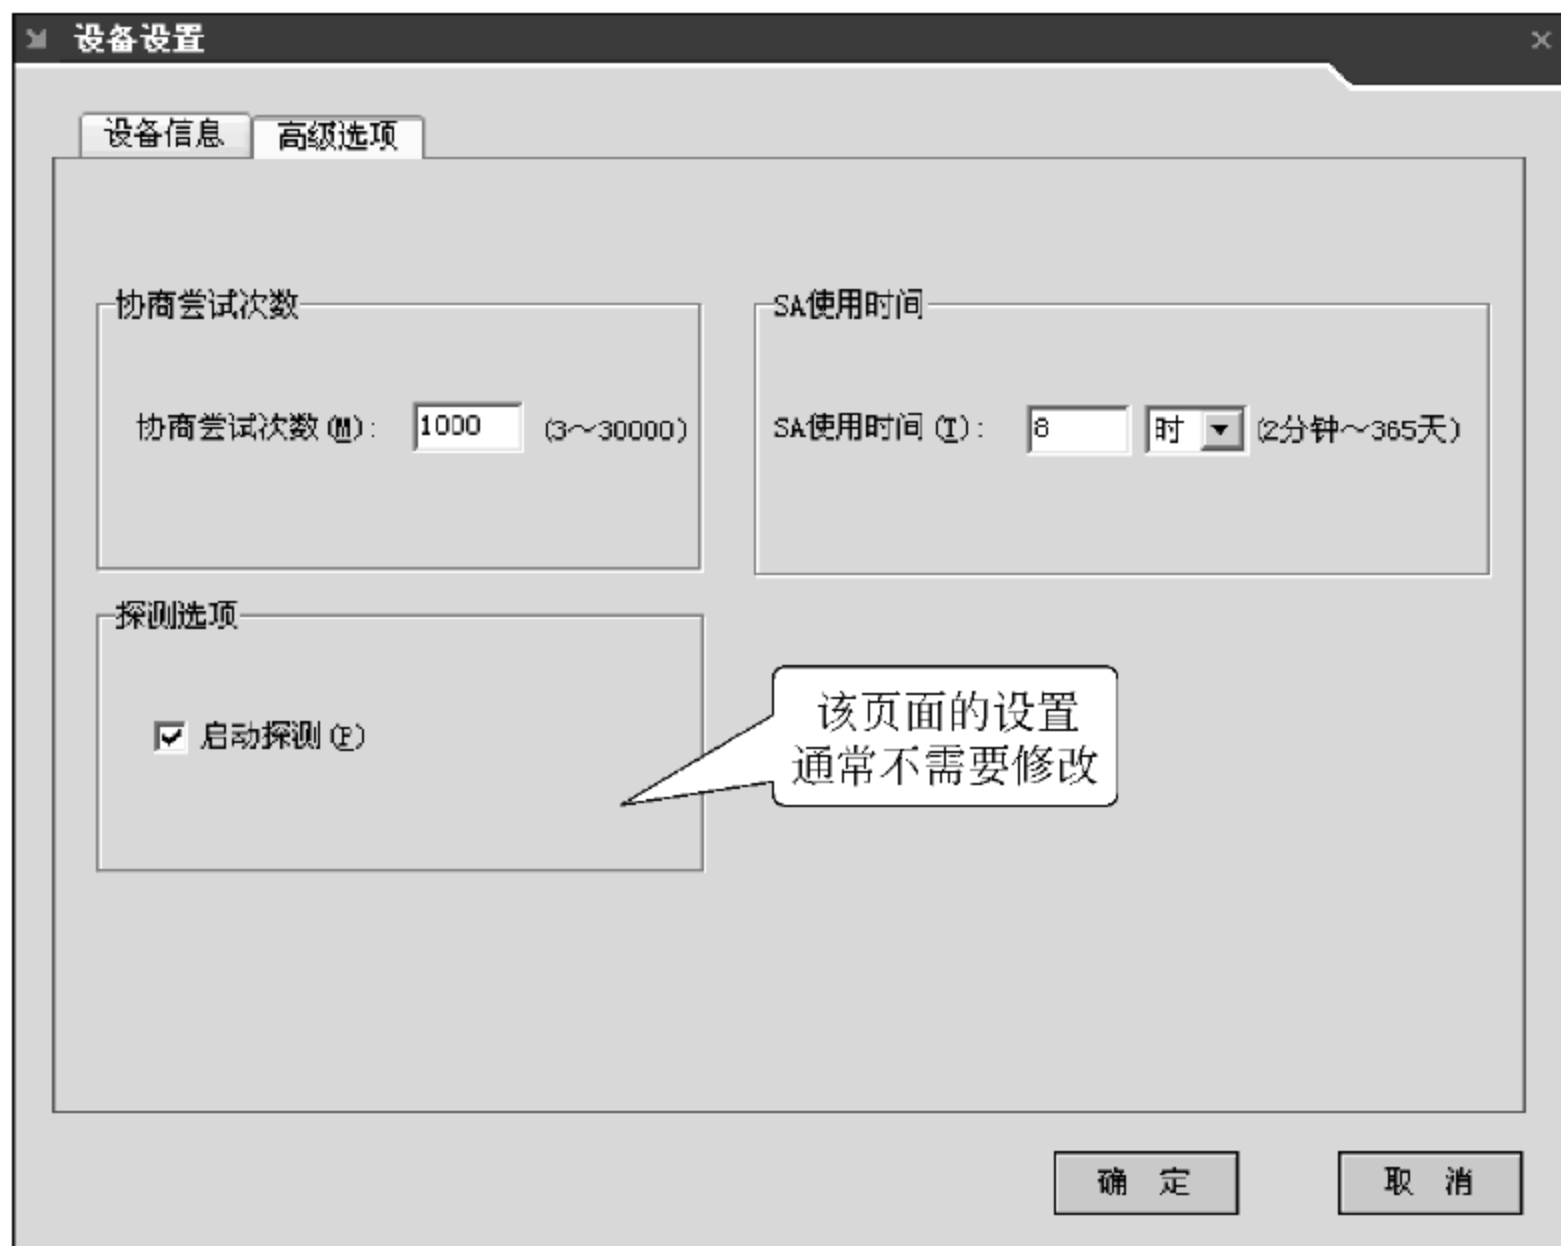 设备设置
设备信息
高级选项
协商尝试次数
SA使用时间
协商尝试次数(M): 1000 (3～30000)
SA使用时间(T): 8 时 (2分钟～365天)
探测选项
启动探测(P)
该页面的设置
通常不需要修改
确 定
取 消